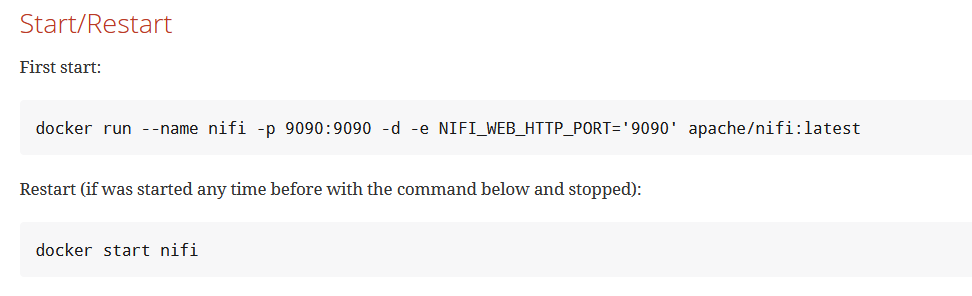 Start/Restart
First start:
docker run --name nifi -p 9090:9090 -d -e NIFI_WEB_HTTP_PORT='9090' apache/nifi:latest
Restart (if was started any time before with the command below and stopped):
docker start nifi